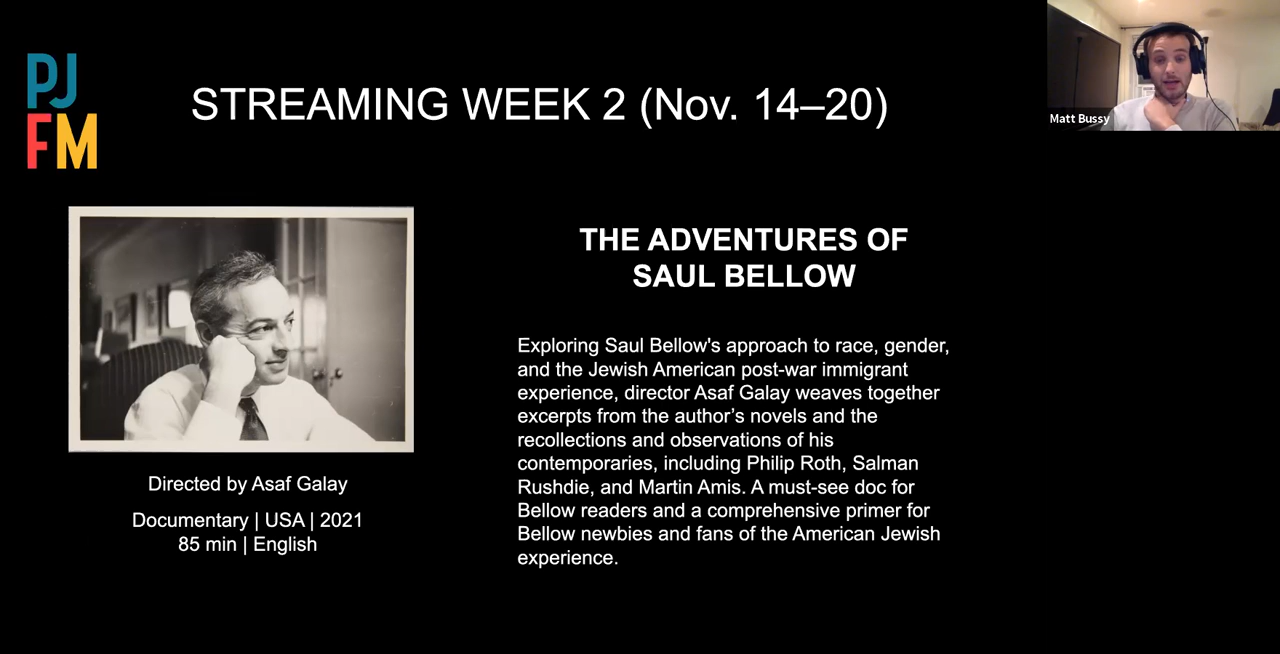 PJ
FM
STREAMING WEEK 2 (Nov. 14–20)
Matt Bussy
THE ADVENTURES OF
SAUL BELLOW
Directed by Asaf Galay
Documentary | USA | 2021
85 min | English
Exploring Saul Bellow's approach to race, gender,
and the Jewish American post-war immigrant
experience, director Asaf Galay weaves together
excerpts from the author’s novels and the
recollections and observations of his
contemporaries, including Philip Roth, Salman
Rushdie, and Martin Amis. A must-see doc for
Bellow readers and a comprehensive primer for
Bellow newbies and fans of the American Jewish
experience.